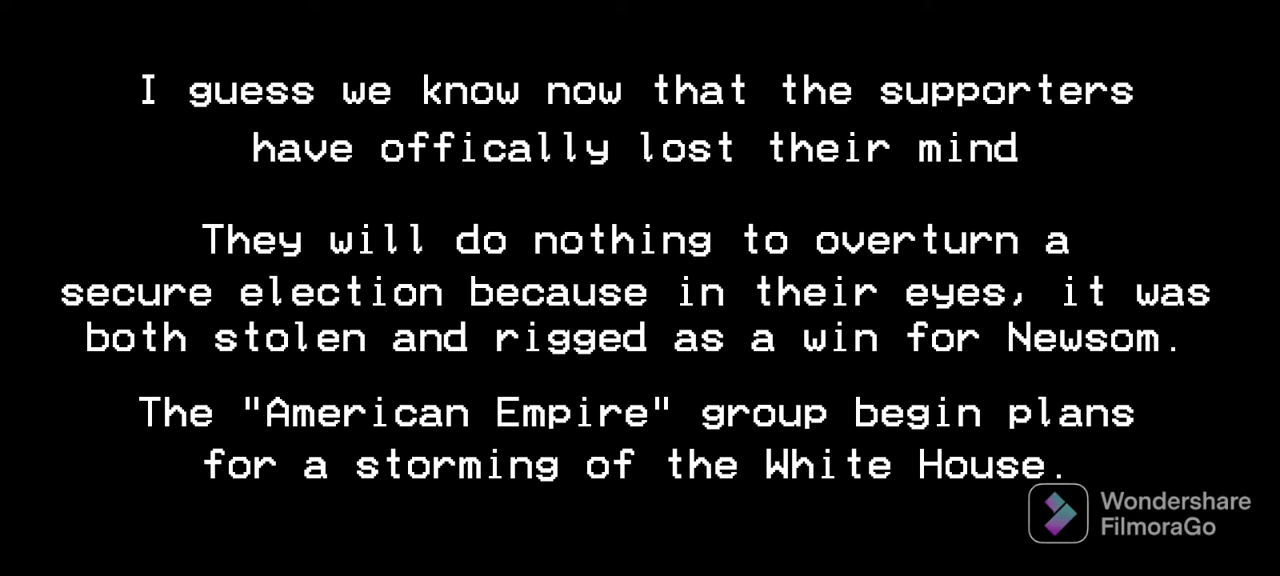 I guess we know now that the supporters
have offically lost their mind
They will do nothing to overturn a
secure election because in their eyes, it was
both stolen and rigged as a win for Newsom.
The "American Empire" group begin plans
for a storming of the White House.
Wondershare
FilmoraGo